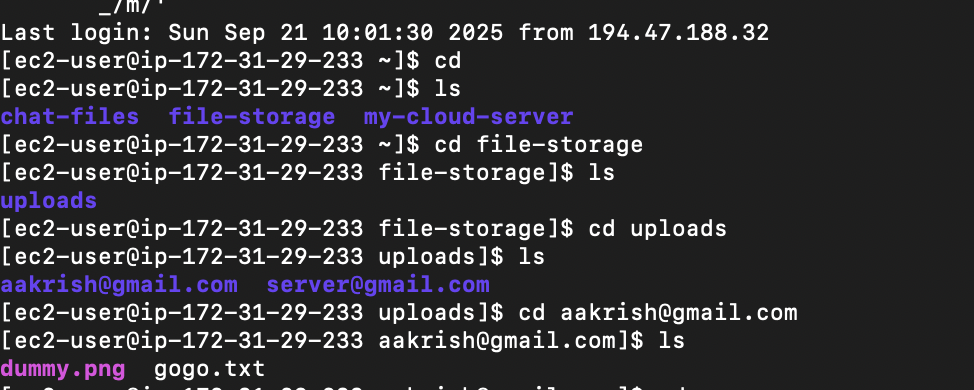 _/m/'
Last login: Sun Sep 21 10:01:30 2025 from 194.47.188.32
[ec2-user@ip-172-31-29-233 ~]$ cd
[ec2-user@ip-172-31-29-233 ~]$ ls
chat-files  file-storage  my-cloud-server
[ec2-user@ip-172-31-29-233 ~]$ cd file-storage
[ec2-user@ip-172-31-29-233 file-storage]$ ls
uploads
[ec2-user@ip-172-31-29-233 file-storage]$ cd uploads
[ec2-user@ip-172-31-29-233 uploads]$ ls
aakrish@gmail.com  server@gmail.com
[ec2-user@ip-172-31-29-233 uploads]$ cd aakrish@gmail.com
[ec2-user@ip-172-31-29-233 aakrish@gmail.com]$ ls
dummy.png  gogo.txt